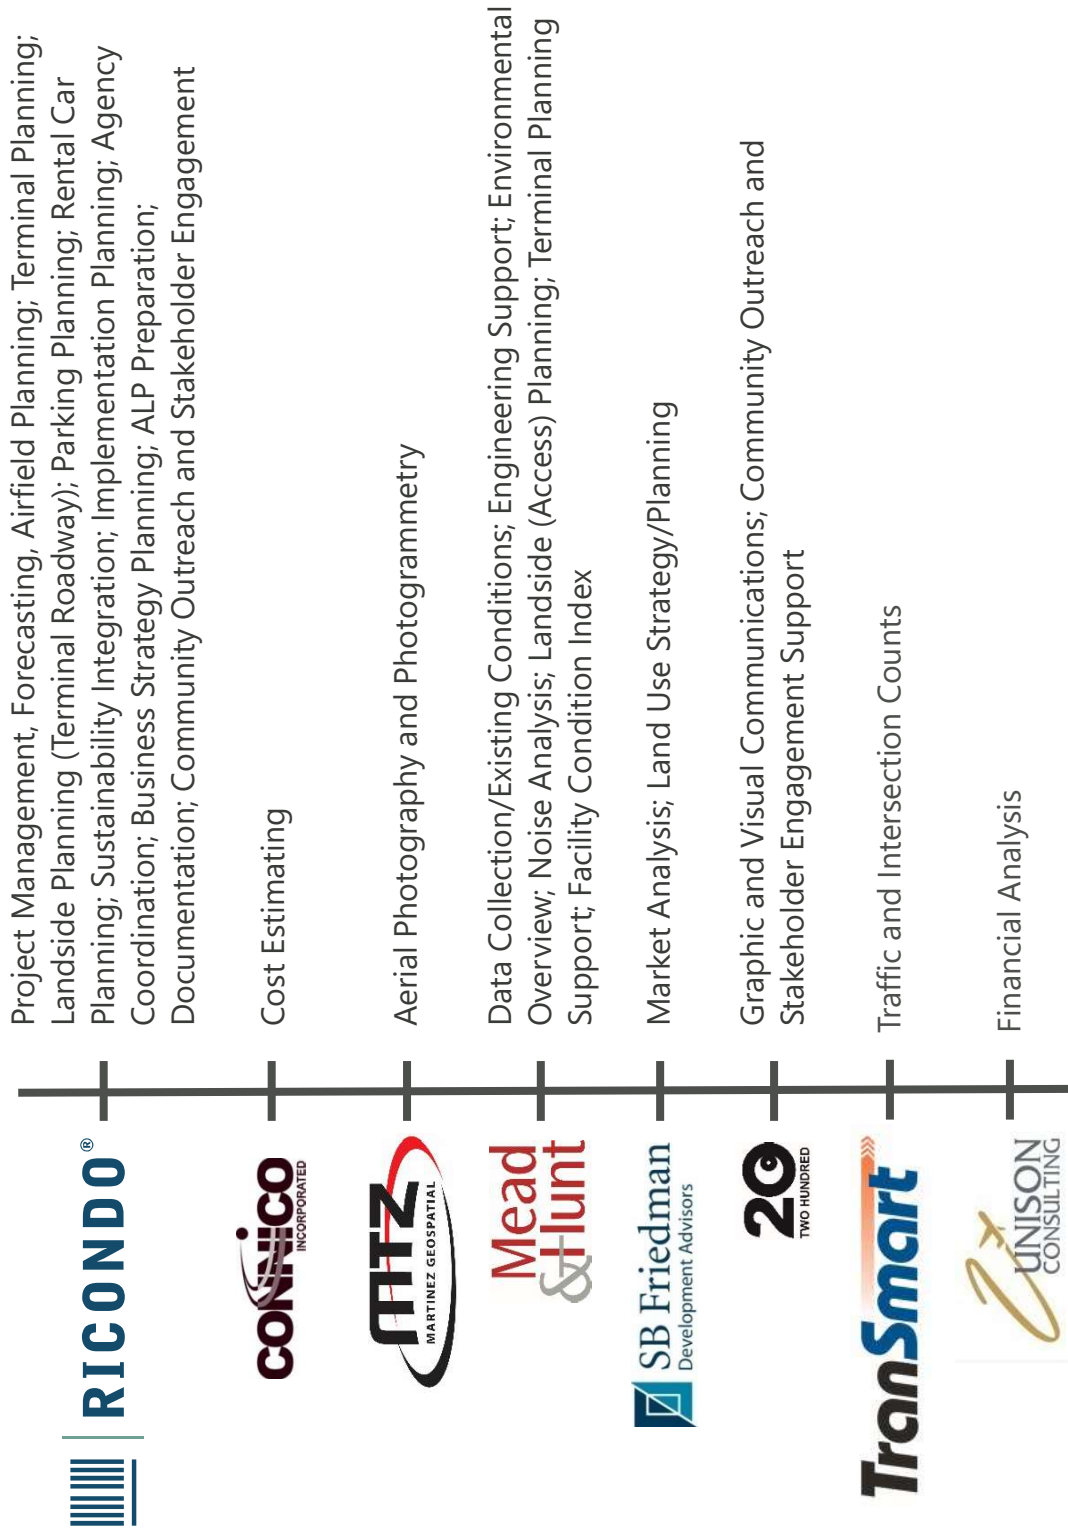 RICONDO®
Project Management, Forecasting, Airfield Planning; Terminal Planning;
Landside Planning (Terminal Roadway); Parking Planning; Rental Car
Planning; Sustainability Integration; Implementation Planning; Agency
Coordination; Business Strategy Planning; ALP Preparation;
Documentation; Community Outreach and Stakeholder Engagement
CONNICO
INCORPORATED
Cost Estimating
MTZ
MARTINEZ GEOSPATIAL
Aerial Photography and Photogrammetry
Mead
&Hunt
Data Collection/Existing Conditions; Engineering Support; Environmental
Overview; Noise Analysis; Landside (Access) Planning; Terminal Planning
Support; Facility Condition Index
SB Friedman
Development Advisors
Market Analysis; Land Use Strategy/Planning
20
TWO HUNDRED
Graphic and Visual Communications; Community Outreach and
Stakeholder Engagement Support
TranSmart
Traffic and Intersection Counts
UNISON
CONSULTING
Financial Analysis